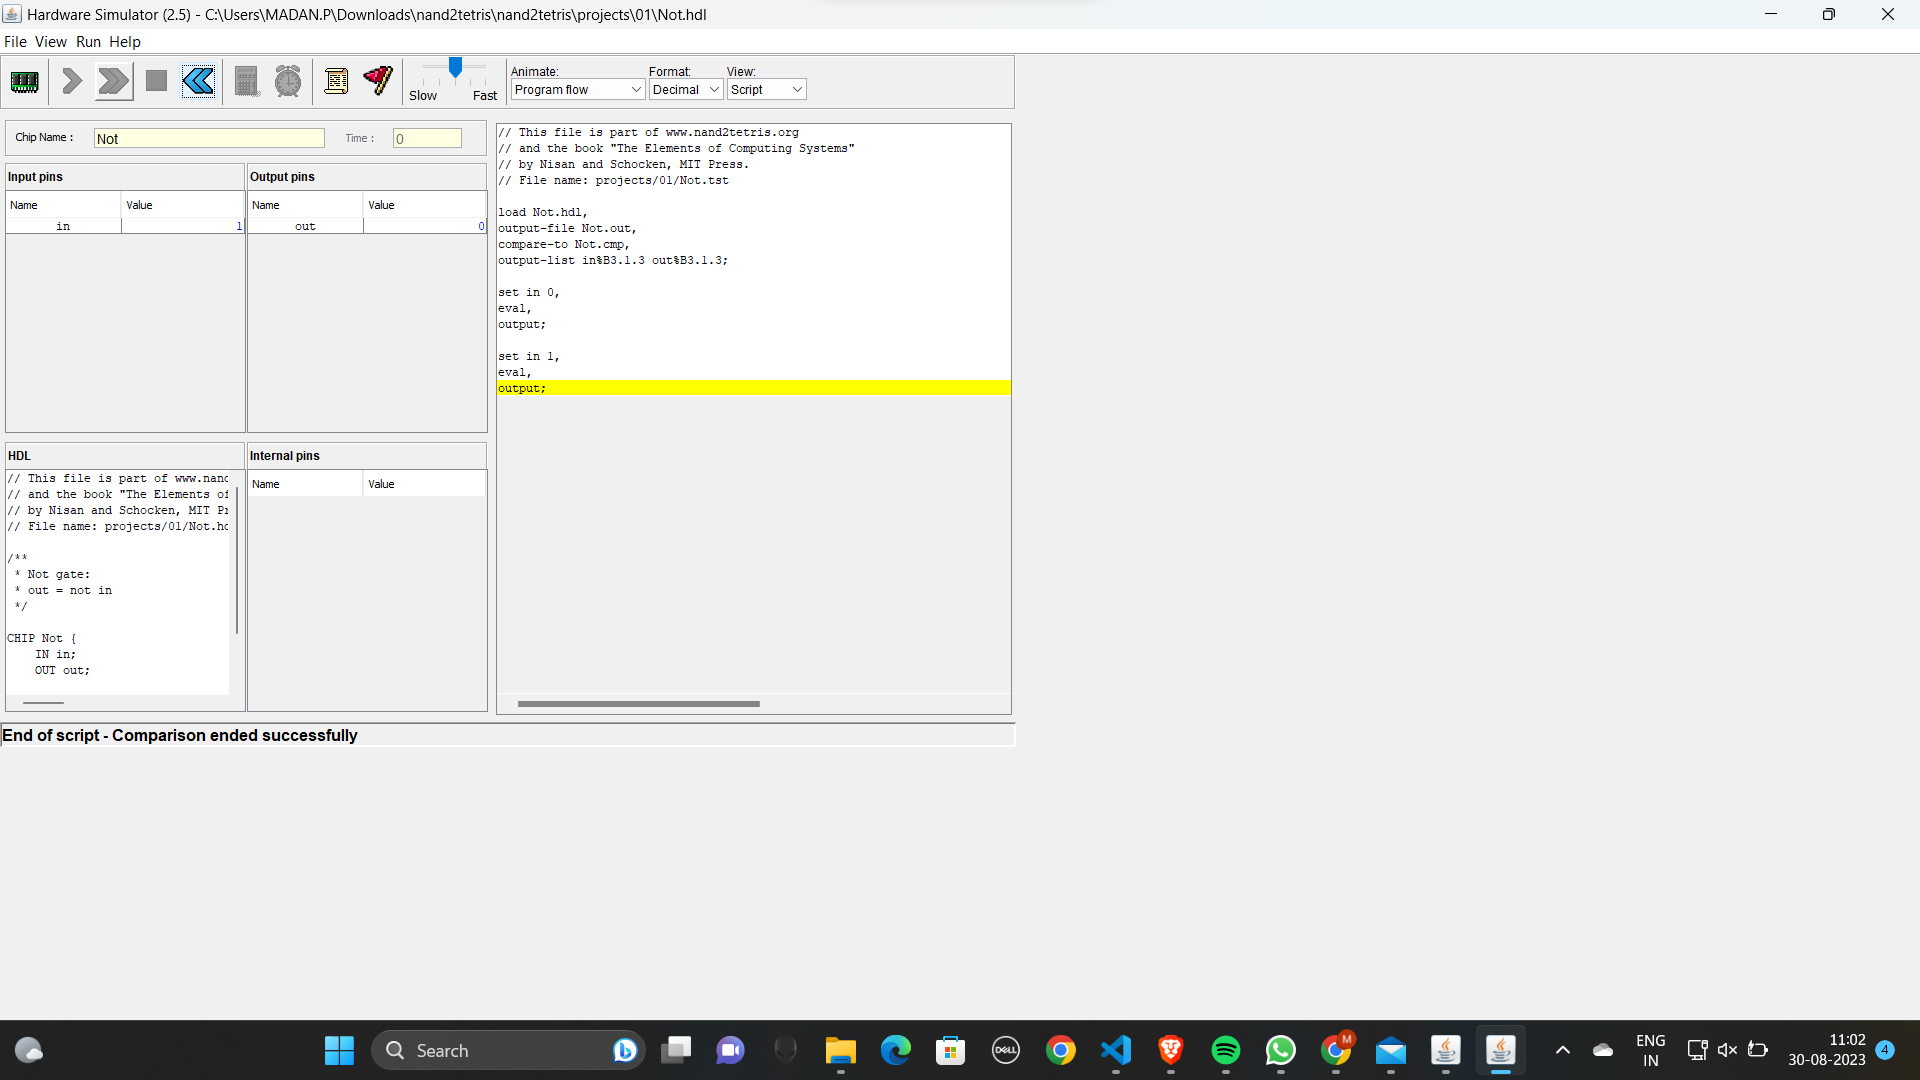 Hardware Simulator (2.5) - C:\Users\MADAN.P\Downloads\nand2tetris\nand2tetris\projects\01\Not.hdl
File View Run Help
Slow Fast
Animate: Format: View:
Program flow Decimal Script
Chip Name : Not Time : 0
Input pins
Name Value
in 1
Output pins
Name Value
out 0
HDL
// This file is part of www.nand
// and the book "The Elements of
// by Nisan and Schocken, MIT Pr
// File name: projects/01/Not.hd
/**
* Not gate:
* out = not in
*/
CHIP Not {
IN in;
OUT out;
Internal pins
Name Value
// This file is part of www.nand2tetris.org
// and the book "The Elements of Computing Systems"
// by Nisan and Schocken, MIT Press.
// File name: projects/01/Not.tst
load Not.hdl,
output-file Not.out,
compare-to Not.cmp,
output-list in%B3.1.3 out%B3.1.3;
set in 0,
eval,
output;
set in 1,
eval,
output;
End of script - Comparison ended successfully
Search
DELL
M
ENG
IN
11:02
30-08-2023
4